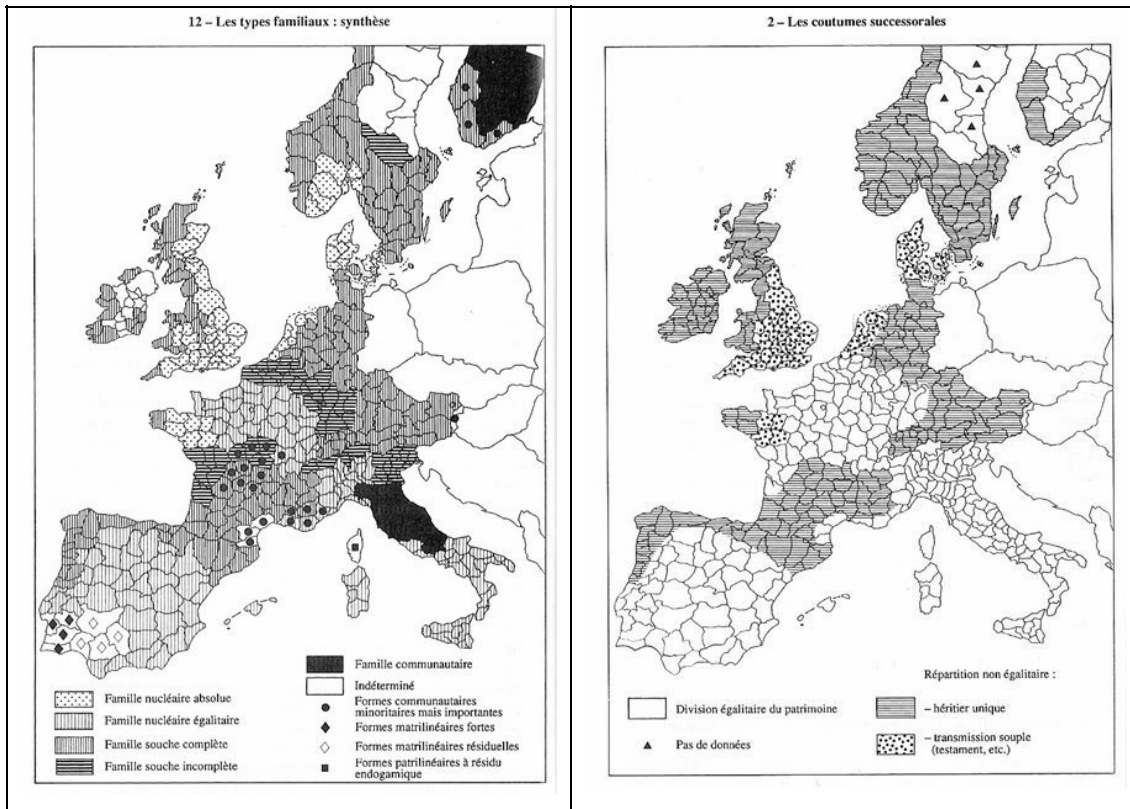 12 – Les types familiaux : synthèse
Famille nucléaire absolue
Famille nucléaire égalitaire
Famille souche complète
Famille souche incomplète
Famille communautaire
Indéterminé
Formes communautaires
minoritaires mais importantes
Formes matrilinéaires fortes
Formes matrilinéaires résiduelles
Formes patrilinéaires à résidu
endogamique
2 – Les coutumes successorales
Division égalitaire du patrimoine
Pas de données
Répartition non égalitaire :
– héritier unique
– transmission souple
(testament, etc.)